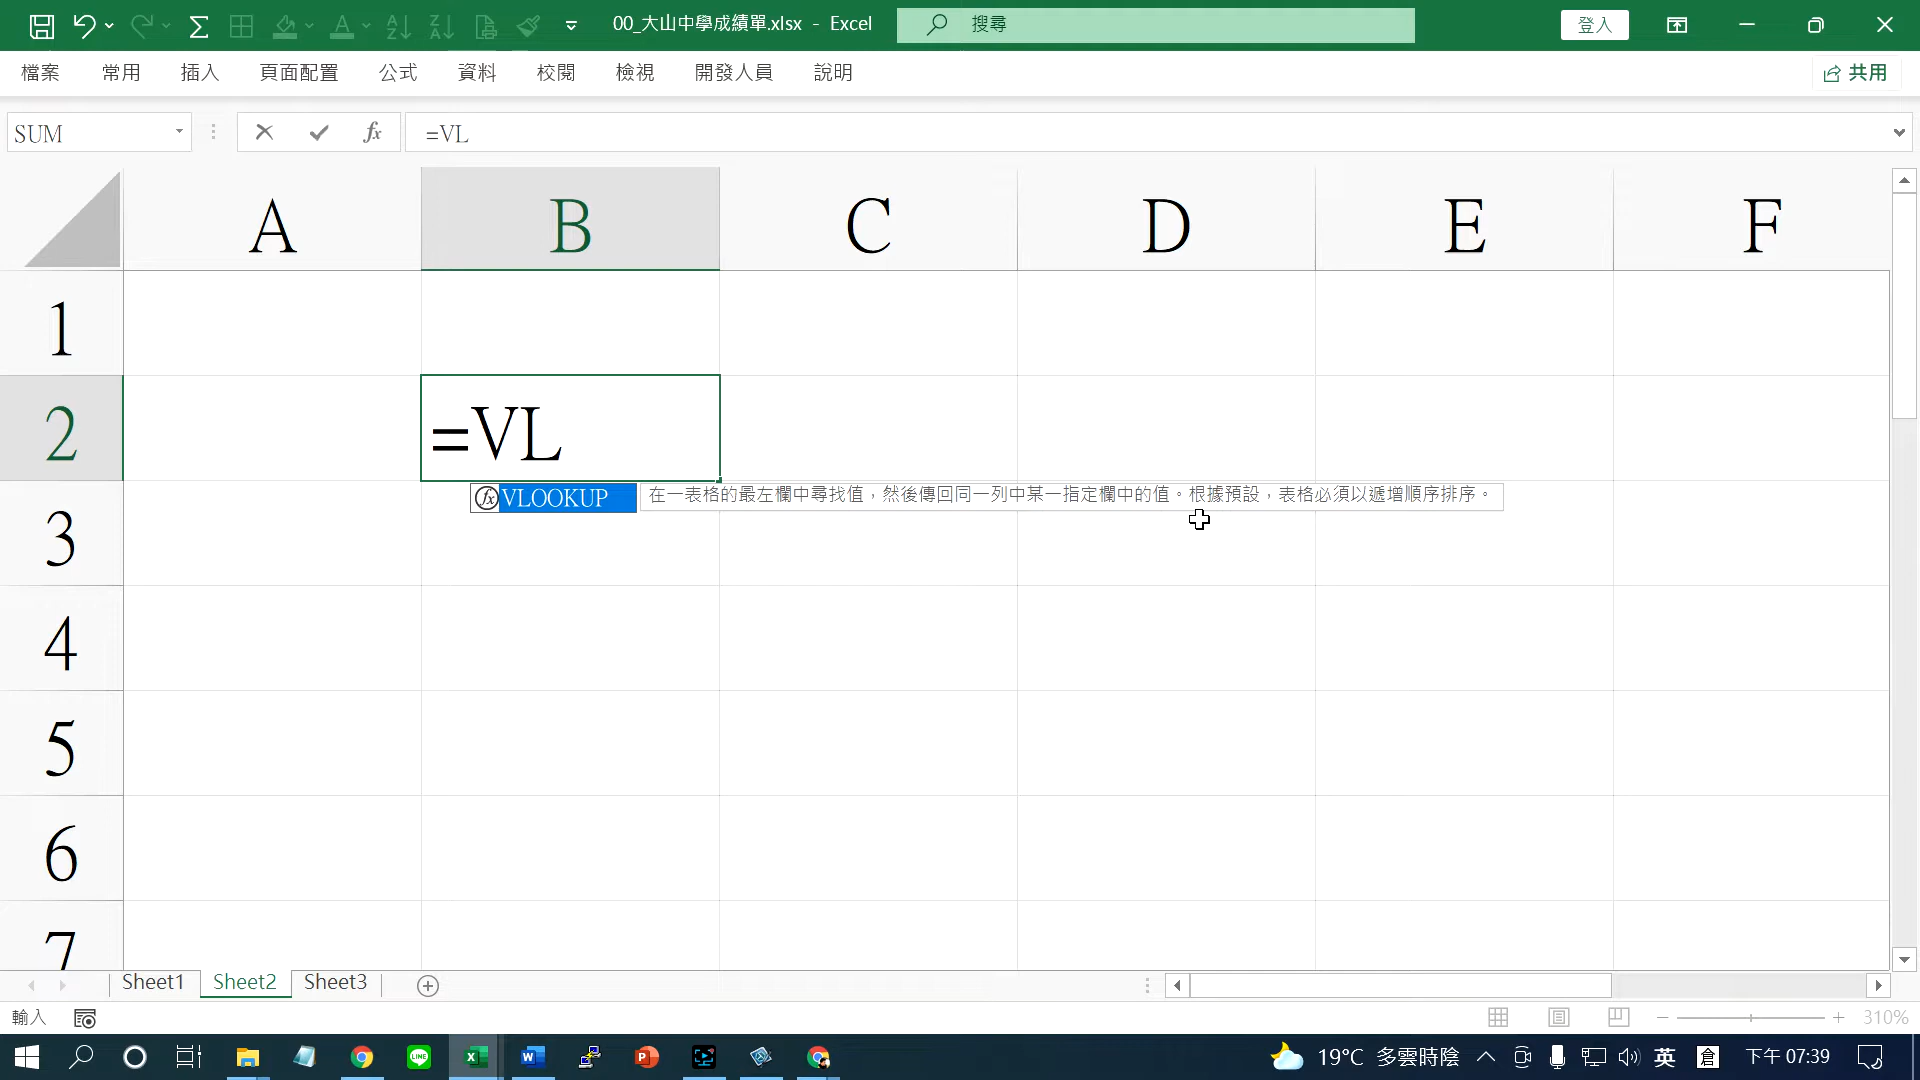 00_大山中學成績單.xlsx - Excel
搜尋
登入
檔案 常用 插入 頁面配置 公式 資料 校閱 檢視 開發人員 說明
共用
SUM
fx
=VL
A B C D E F
1
2
=VL
VLOOKUP
在一表格的最左欄中尋找值，然後傳回同一列中某一指定欄中的值。根據預設，表格必須以遞增順序排序。
3
4
5
6
7
Sheet1 Sheet2 Sheet3
輸入
310%
19°C 多雲時陰
英
倉
下午 07:39